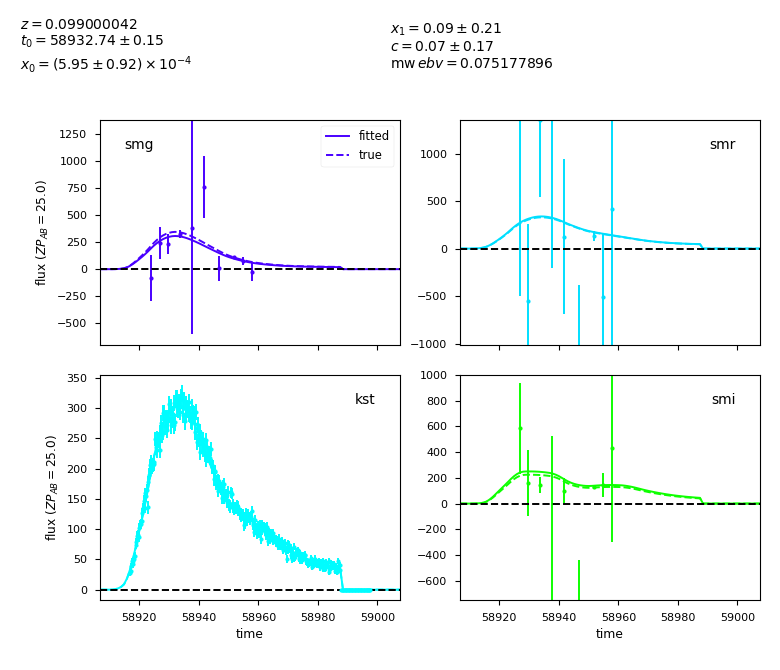 z = 0.099000042
t₀ = 58932.74 ± 0.15
x₀ = (5.95 ± 0.92) × 10⁻⁴
x₁ = 0.09 ± 0.21
c = 0.07 ± 0.17
mw ebv = 0.075177896
smg
fitted
true
1250
1000
750
500
250
0
−250
−500
flux (ZP_AB = 25.0)
smr
1000
500
0
−500
−1000
kst
350
300
250
200
150
100
50
0
flux (ZP_AB = 25.0)
58920 58940 58960 58980 59000
time
smi
1000
800
600
400
200
0
−200
−400
−600
58920 58940 58960 58980 59000
time